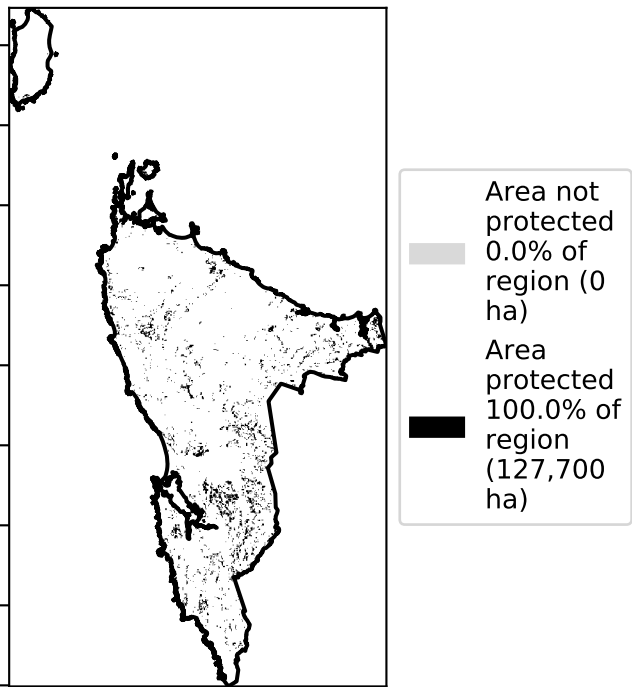 Area not
protected
0.0% of
region (0
ha)
Area
protected
100.0% of
region
(127,700
ha)